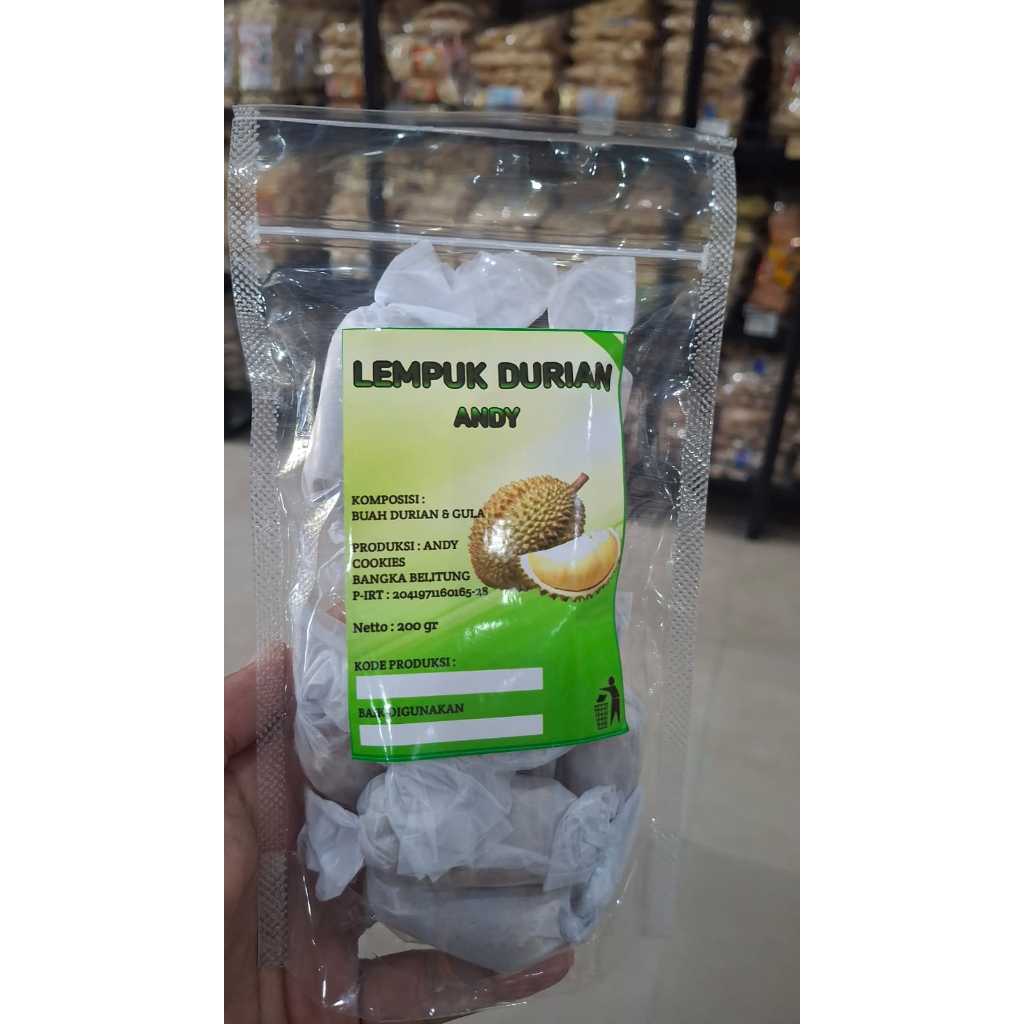 LEMPUK DURIAN
ANDY
KOMPOSISI :
BUAH DURIAN & GULA
PRODUKSI : ANDY
COOKIES
BANGKA BELITUNG
P-IRT : 2041971160165-28
Netto : 200 gr
KODE PRODUKSI :
BAIK DIGUNAKAN